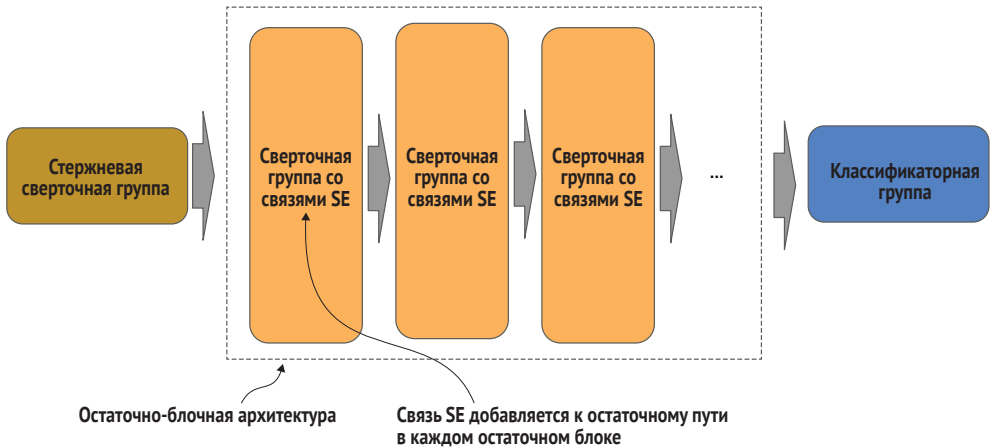 Стержневая
сверточная группа
Сверточная
группа со
связями SE
Сверточная
группа со
связями SE
Сверточная
группа со
связями SE
...
Классификаторная
группа
Остаточно-блочная архитектура
Связь SE добавляется к остаточному пути
в каждом остаточном блоке